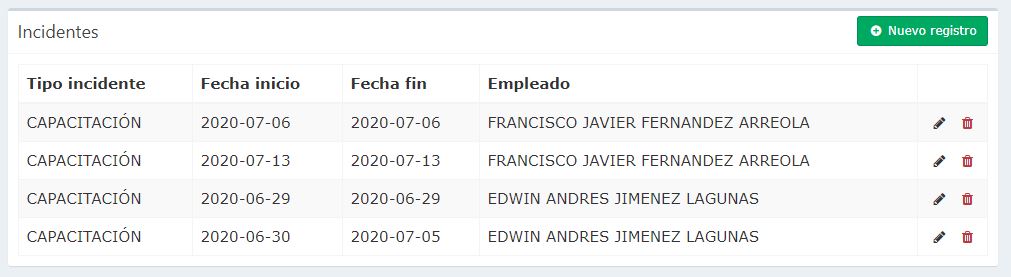 Incidentes
Nuevo registro
Tipo incidente Fecha inicio Fecha fin Empleado
CAPACITACIÓN 2020-07-06 2020-07-06 FRANCISCO JAVIER FERNANDEZ ARREOLA
CAPACITACIÓN 2020-07-13 2020-07-13 FRANCISCO JAVIER FERNANDEZ ARREOLA
CAPACITACIÓN 2020-06-29 2020-06-29 EDWIN ANDRES JIMENEZ LAGUNAS
CAPACITACIÓN 2020-06-30 2020-07-05 EDWIN ANDRES JIMENEZ LAGUNAS